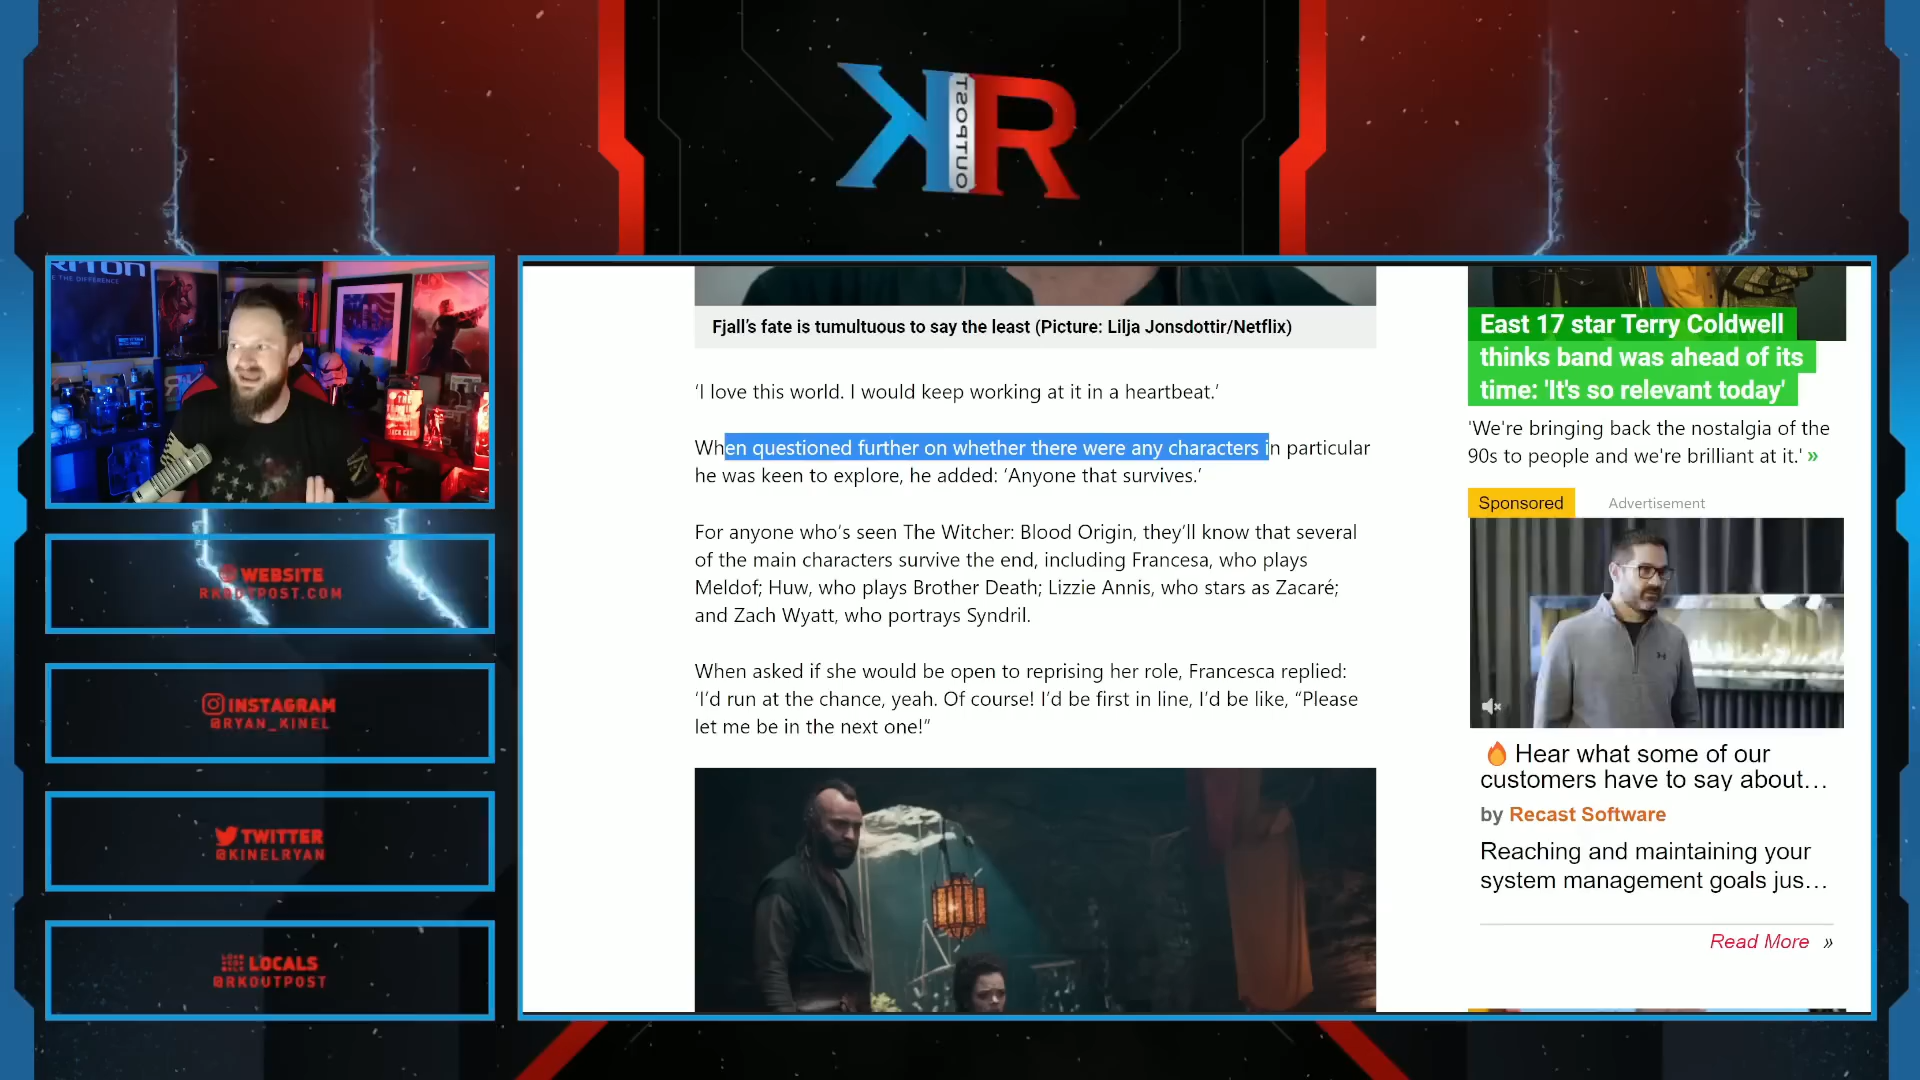 KR
OUTPOST
E THE DIFFERENCE
Fjall’s fate is tumultuous to say the least (Picture: Lilja Jonsdottir/Netflix)
‘I love this world. I would keep working at it in a heartbeat.’
When questioned further on whether there were any characters in particular
he was keen to explore, he added: ‘Anyone that survives.’
For anyone who’s seen The Witcher: Blood Origin, they’ll know that several
of the main characters survive the end, including Francesa, who plays
Meldof; Huw, who plays Brother Death; Lizzie Annis, who stars as Zacaré;
and Zach Wyatt, who portrays Syndril.
When asked if she would be open to reprising her role, Francesca replied:
‘I’d run at the chance, yeah. Of course! I’d be first in line, I’d be like, “Please
let me be in the next one!”
East 17 star Terry Coldwell
thinks band was ahead of its
time: 'It's so relevant today'
'We're bringing back the nostalgia of the
90s to people and we're brilliant at it.' »
Sponsored
Advertisement
🔥 Hear what some of our
customers have to say about…
by Recast Software
Reaching and maintaining your
system management goals jus…
Read More »
WEBSITE
RKOUTPOST.COM
INSTAGRAM
@RYAN_KINEL
TWITTER
@KINELRYAN
LOCALS
@RKOUTPOST